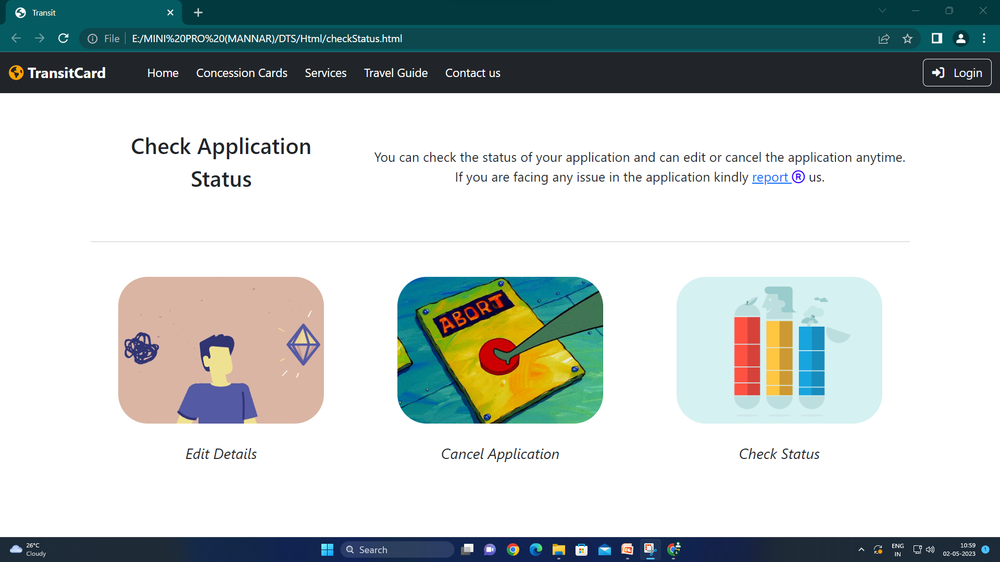 Transit
File
E:/MINI%20PRO%20(MANNAR)/DTS/Html/checkStatus.html
TransitCard
Home
Concession Cards
Services
Travel Guide
Contact us
Login
Check Application
Status
You can check the status of your application and can edit or cancel the application anytime.
If you are facing any issue in the application kindly report ® us.
ABORT
Edit Details
Cancel Application
Check Status
26°C
Cloudy
Search
ENG
IN
10:59
02-05-2023
1